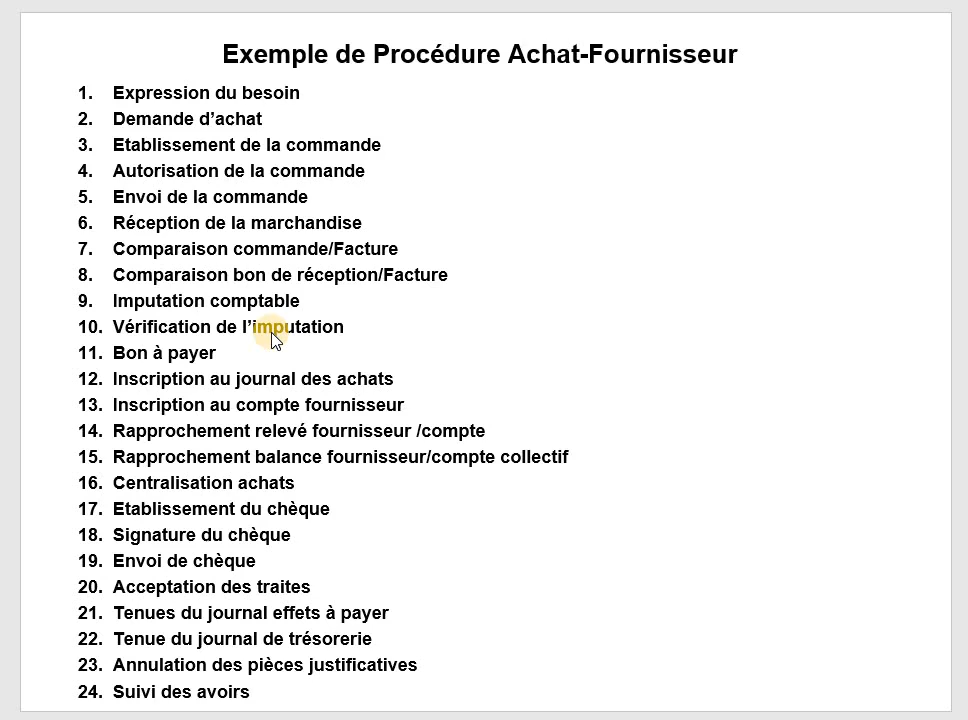 Exemple de Procédure Achat-Fournisseur
1. Expression du besoin
2. Demande d’achat
3. Etablissement de la commande
4. Autorisation de la commande
5. Envoi de la commande
6. Réception de la marchandise
7. Comparaison commande/Facture
8. Comparaison bon de réception/Facture
9. Imputation comptable
10. Vérification de l’imputation
11. Bon à payer
12. Inscription au journal des achats
13. Inscription au compte fournisseur
14. Rapprochement relevé fournisseur /compte
15. Rapprochement balance fournisseur/compte collectif
16. Centralisation achats
17. Etablissement du chèque
18. Signature du chèque
19. Envoi de chèque
20. Acceptation des traites
21. Tenues du journal effets à payer
22. Tenue du journal de trésorerie
23. Annulation des pièces justificatives
24. Suivi des avoirs